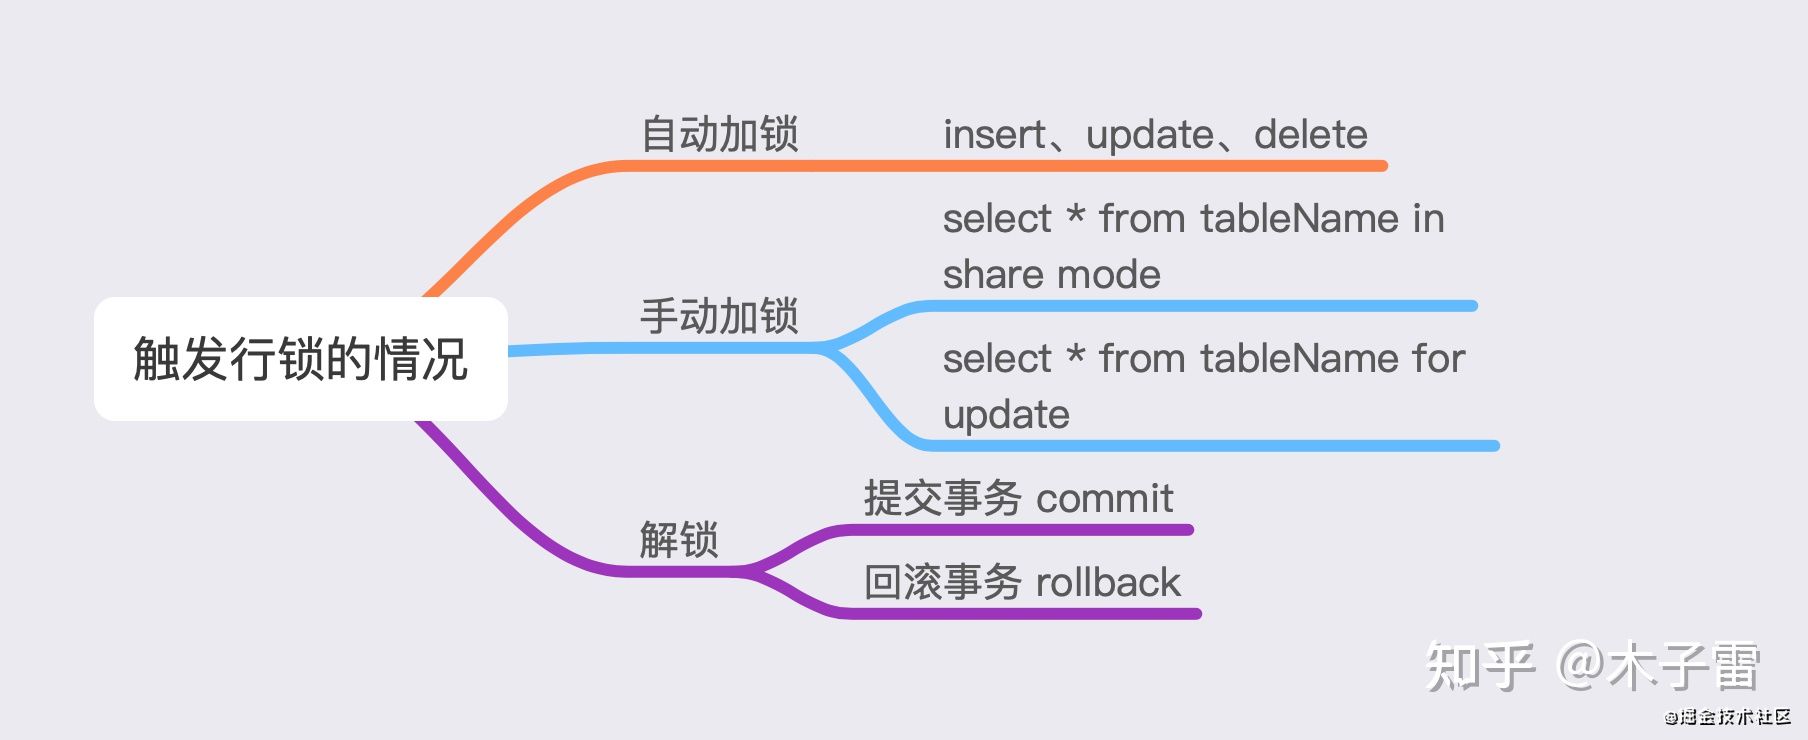 触发行锁的情况
自动加锁
insert、update、delete
手动加锁
select * from tableName in
share mode
select * from tableName for
update
解锁
提交事务 commit
回滚事务 rollback
知乎 @木子雷
@掘金技术社区